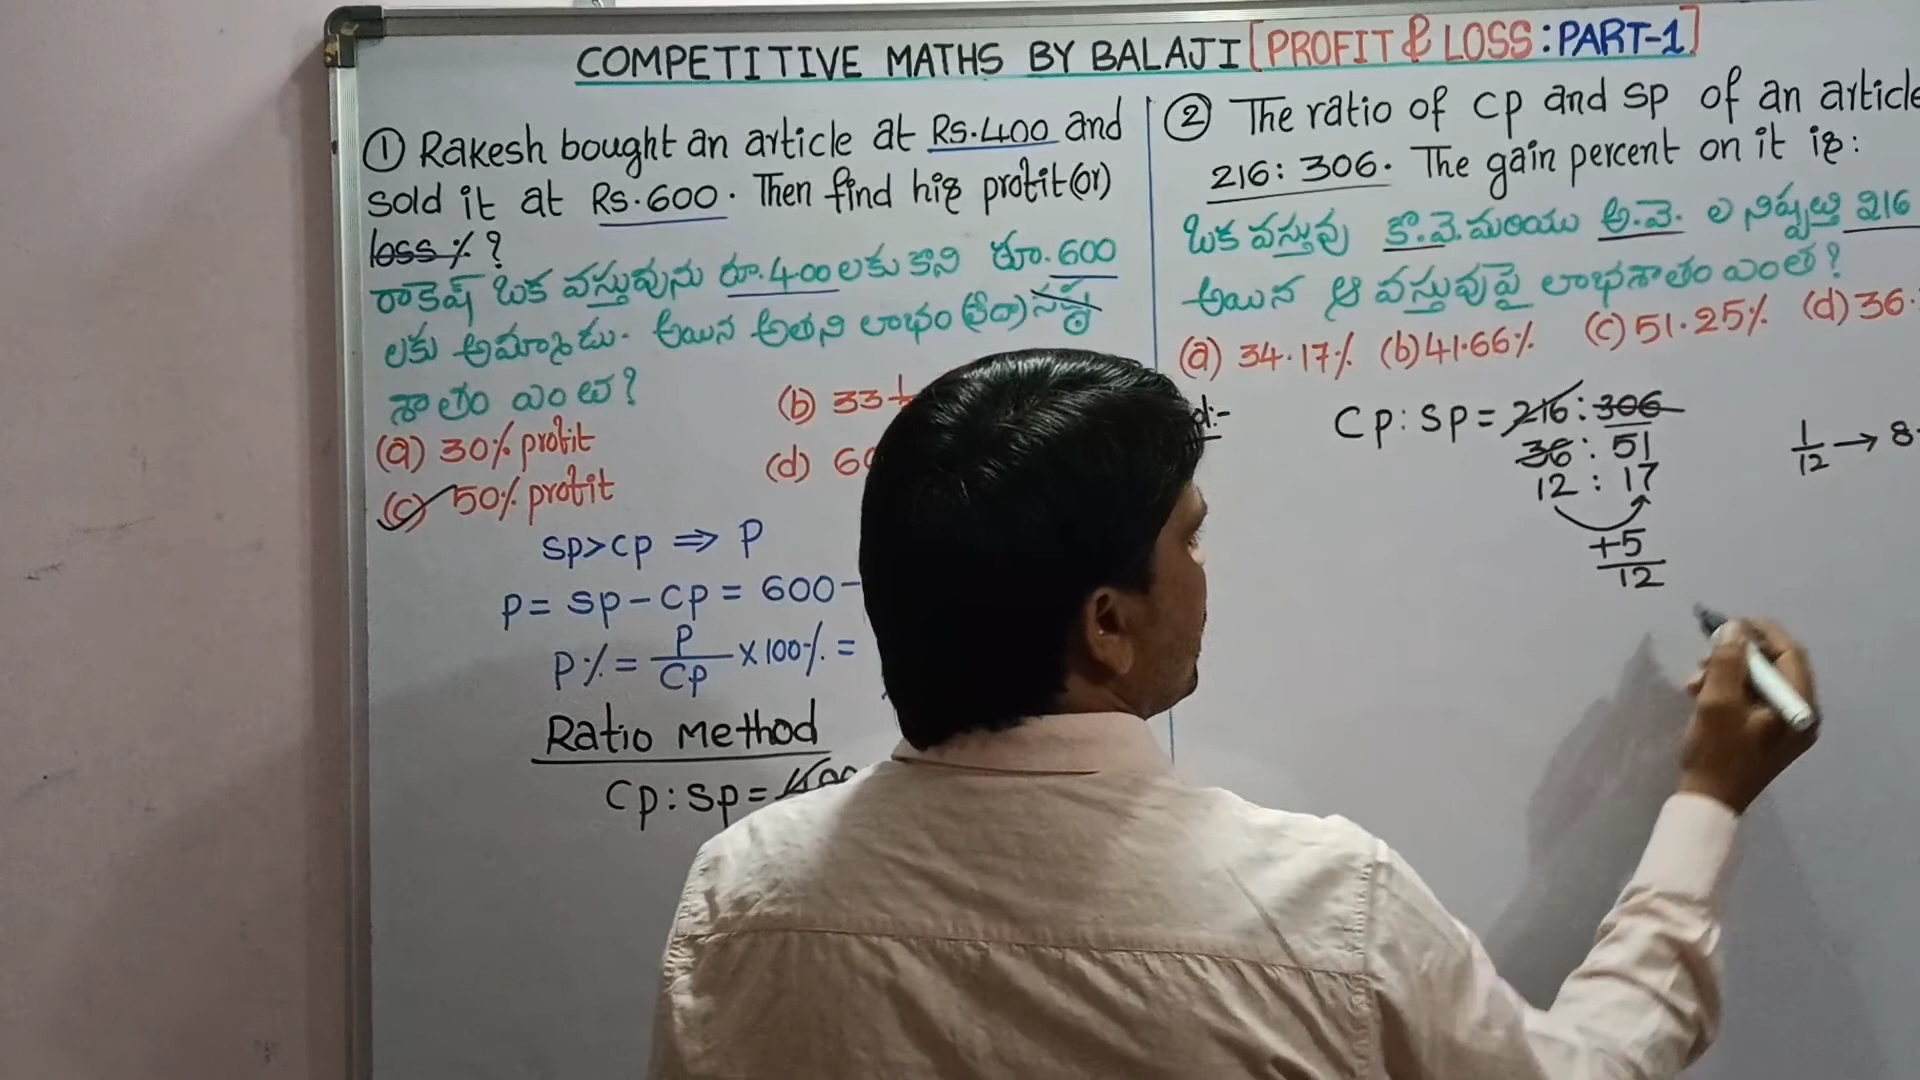 COMPETITIVE MATHS BY BALAJI [PROFIT & LOSS: PART-1]
① Rakesh bought an article at Rs.400 and
sold it at Rs.600. Then find his profit (or)
loss %?
రాకేష్ ఒక వస్తువును రూ.400 లకు కొని రూ.600
లకు అమ్మాడు. అయిన అతని లాభం (లేదా) నష్ట
శాతం ఎంత?
(a) 30% profit
(b) 33
(c) 50% profit
(d)
SP>CP ⇒ P
P = SP - CP = 600 -
P% = P/CP × 100% =
Ratio Method
CP : SP =
② The ratio of CP and SP of an article
216 : 306. The gain percent on it is:
ఒక వస్తువు కొ.వె. మరియు అ.వె. ల నిష్పత్తి 216
అయిన ఆ వస్తువుపై లాభశాతం ఎంత?
(a) 34.17% (b) 41.66% (c) 51.25% (d) 36.
CP : SP = 216 : 306
36 : 51
12 : 17
+5
12
1/12 → 8